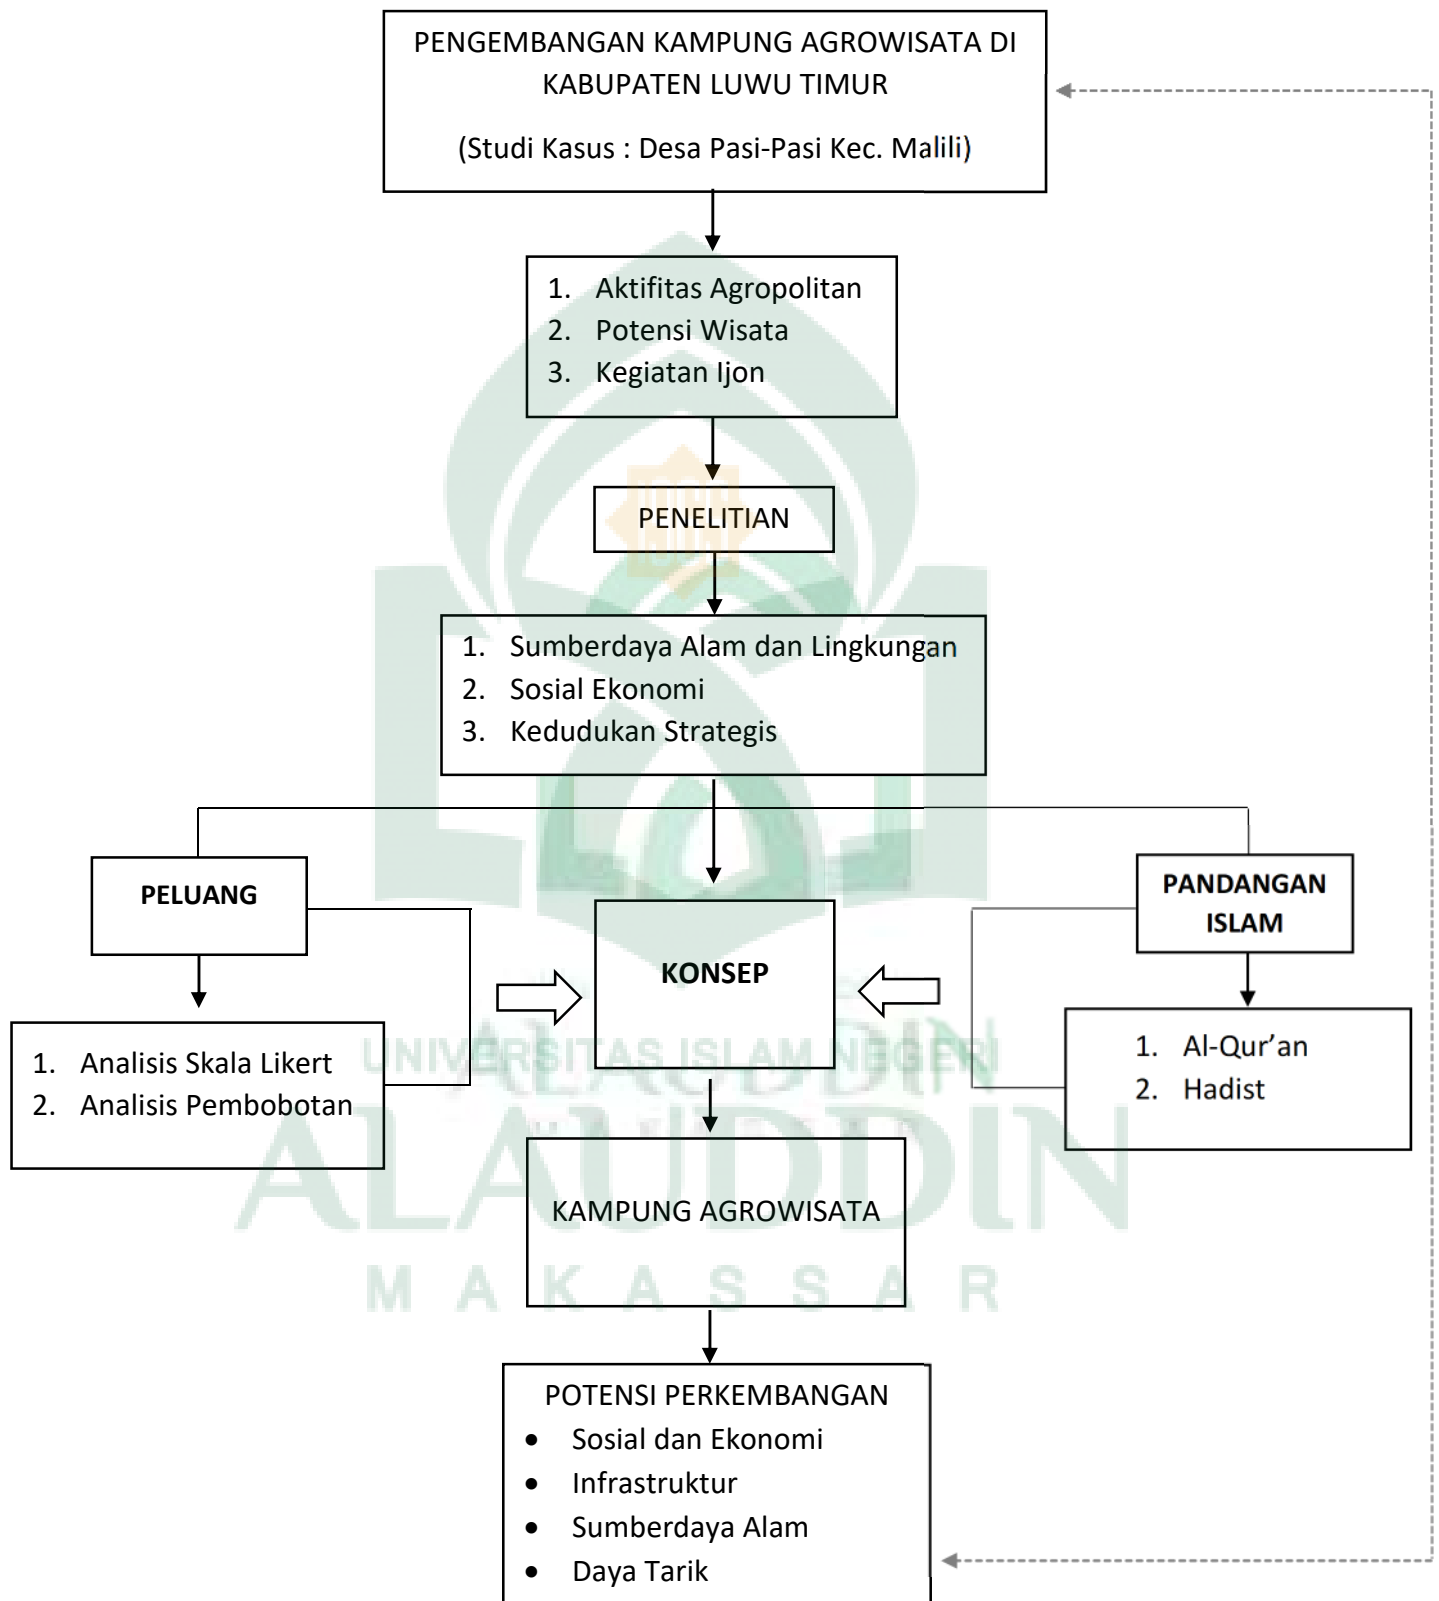 PENGEMBANGAN KAMPUNG AGROWISATA DI
KABUPATEN LUWU TIMUR
(Studi Kasus : Desa Pasi-Pasi Kec. Malili)
1. Aktifitas Agropolitan
2. Potensi Wisata
3. Kegiatan Ijon
PENELITIAN
1. Sumberdaya Alam dan Lingkungan
2. Sosial Ekonomi
3. Kedudukan Strategis
PELUANG
KONSEP
PANDANGAN
ISLAM
1. Analisis Skala Likert
2. Analisis Pembobotan
1. Al-Qur’an
2. Hadist
UNIVERSITAS ISLAM NEGERI
ALAUDDIN
MAKASSAR
KAMPUNG AGROWISATA
POTENSI PERKEMBANGAN
• Sosial dan Ekonomi
• Infrastruktur
• Sumberdaya Alam
• Daya Tarik